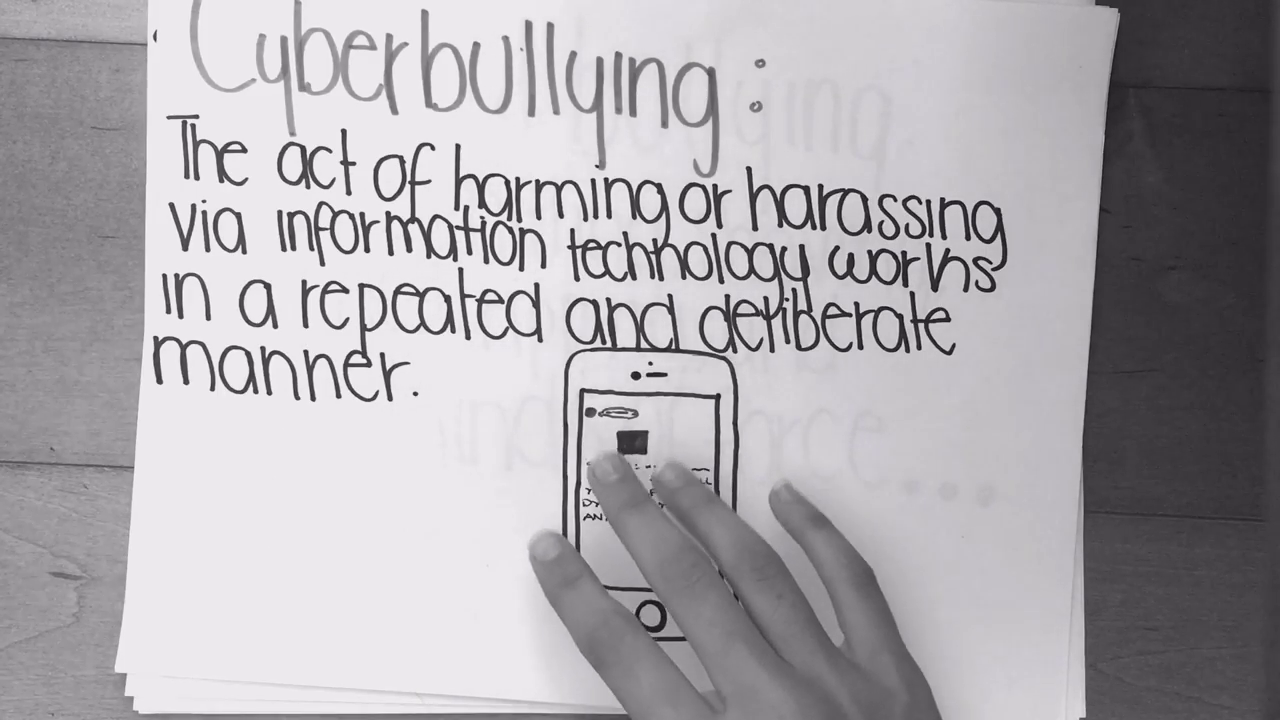 Cyberbullying:
The act of harming or harassing
via information technology works
in a repeated and deliberate
manner.